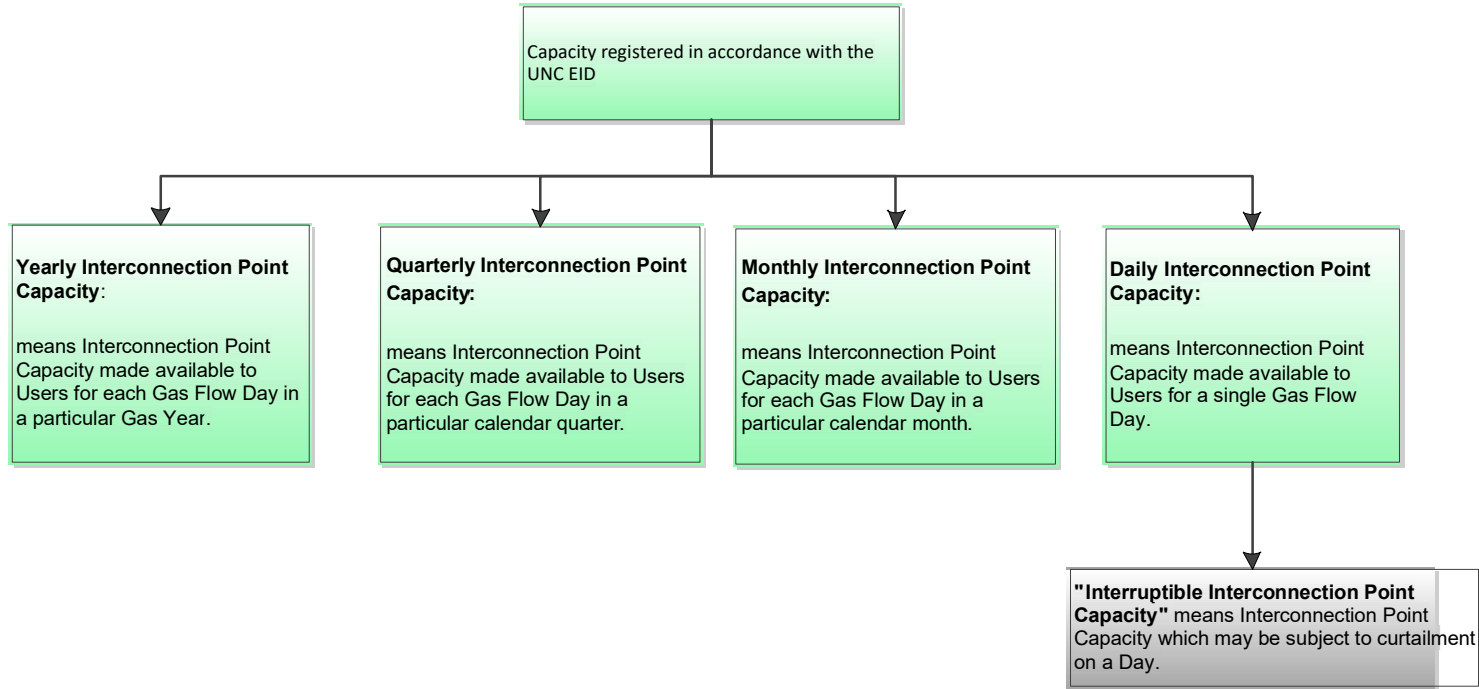 Capacity registered in accordance with the
UNC EID
Yearly Interconnection Point
Capacity:
means Interconnection Point
Capacity made available to
Users for each Gas Flow Day in
a particular Gas Year.
Quarterly Interconnection Point
Capacity:
means Interconnection Point
Capacity made available to Users
for each Gas Flow Day in a
particular calendar quarter.
Monthly Interconnection Point
Capacity:
means Interconnection Point
Capacity made available to Users
for each Gas Flow Day in a
particular calendar month.
Daily Interconnection Point
Capacity:
means Interconnection Point
Capacity made available to
Users for a single Gas Flow
Day.
"Interruptible Interconnection Point
Capacity" means Interconnection Point
Capacity which may be subject to curtailment
on a Day.